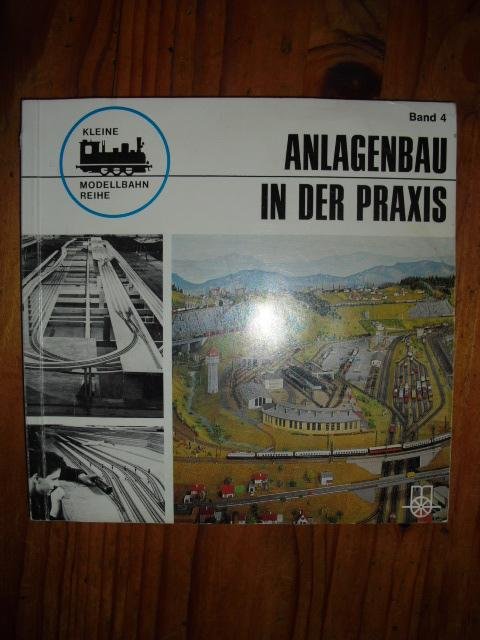 Band 4
KLEINE
MODELLBAHN
REIHE
ANLAGENBAU
IN DER PRAXIS